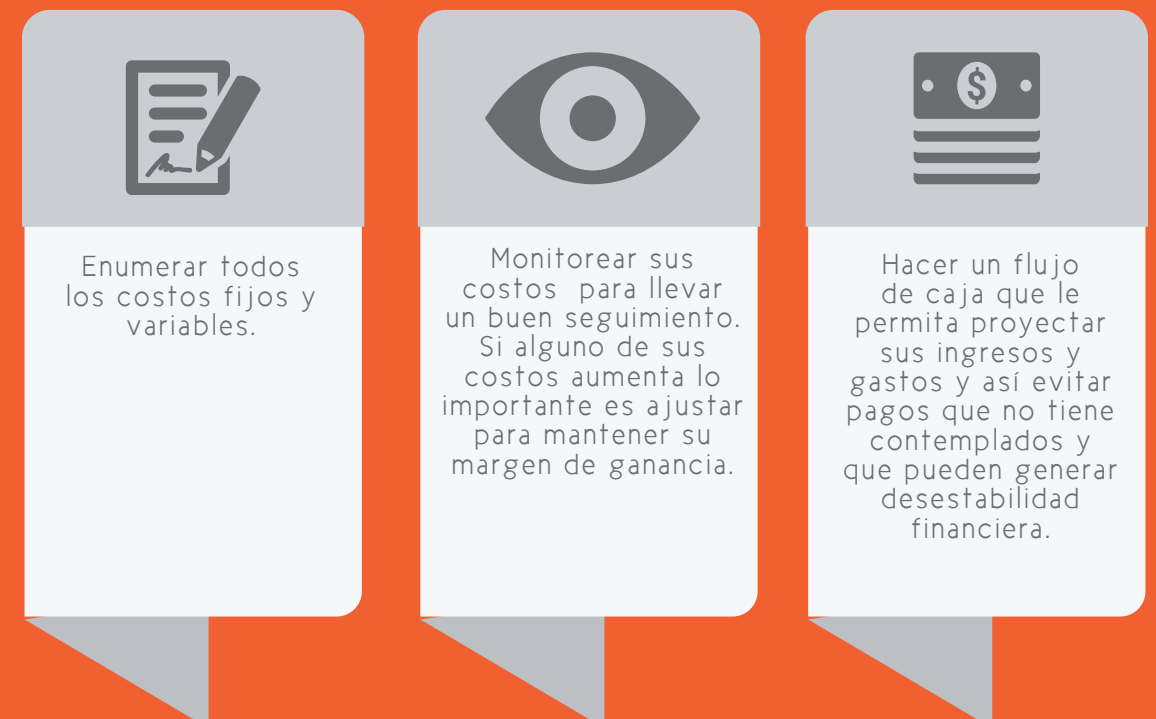 Enumerar todos
los costos fijos y
variables.
Monitorear sus
costos para llevar
un buen seguimiento.
Si alguno de sus
costos aumenta lo
importante es ajustar
para mantener su
margen de ganancia.
$
Hacer un flujo
de caja que le
permita proyectar
sus ingresos y
gastos y así evitar
pagos que no tiene
contemplados y
que pueden generar
desestabilidad
financiera.